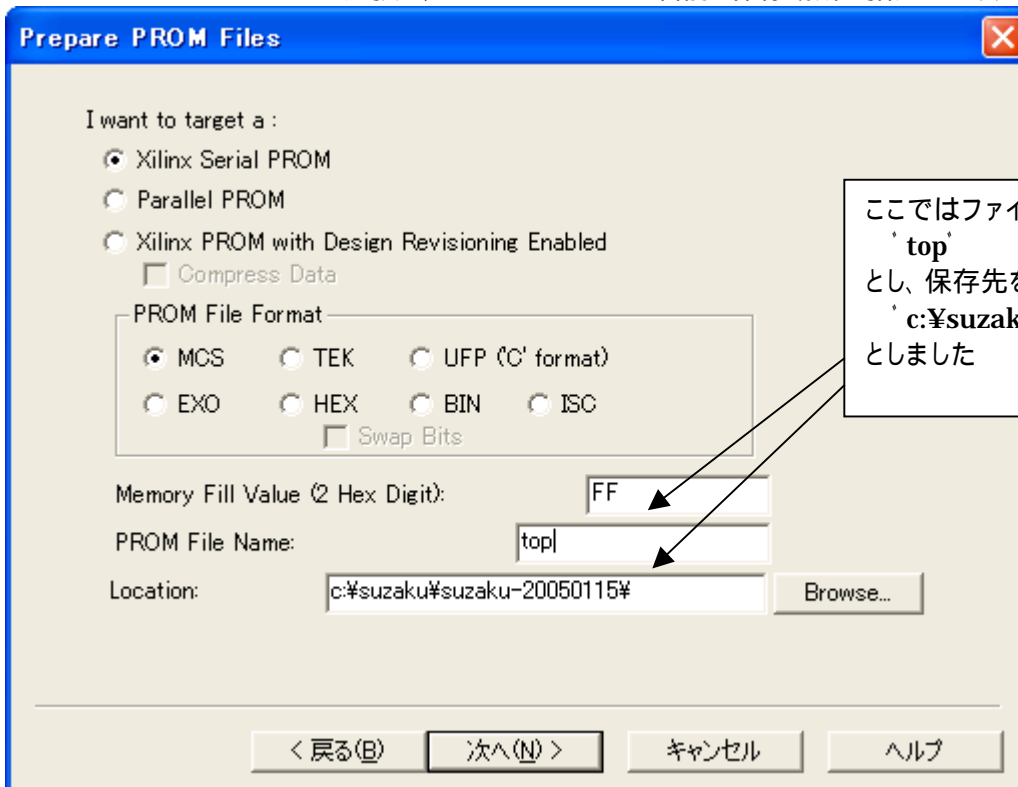 Prepare PROM Files
I want to target a :
Xilinx Serial PROM
Parallel PROM
Xilinx PROM with Design Revisioning Enabled
Compress Data
PROM File Format
MCS TEK UFP ('C' format)
EXO HEX BIN ISC
Swap Bits
Memory Fill Value (2 Hex Digit): FF
PROM File Name: top
Location: c:¥suzaku¥suzaku-20050115¥ Browse...
< 戻る(B) 次へ(N) > キャンセル ヘルプ
ここではファイ
‘top‘
とし、保存先を
‘c:¥suzak
としました